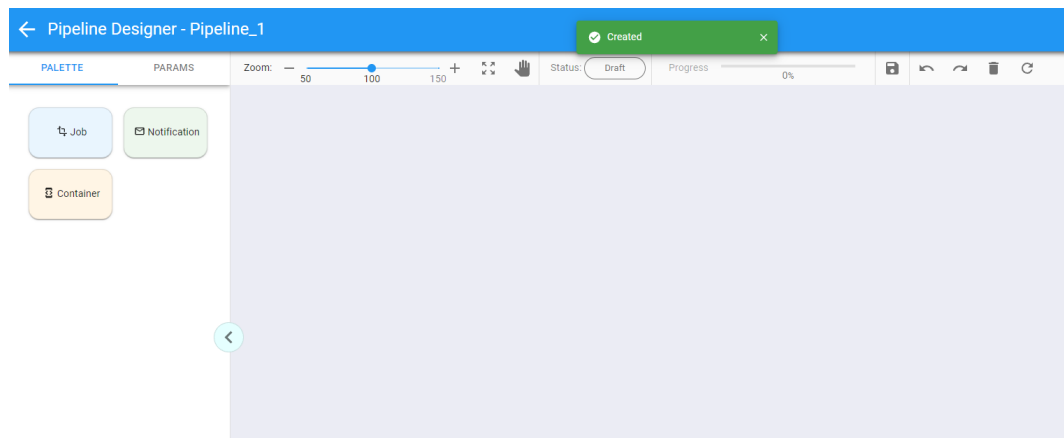 Pipeline Designer - Pipeline_1
Created
PALETTE
PARAMS
Zoom:
50
100
150
Status:
Draft
Progress
0%
Job
Notification
Container